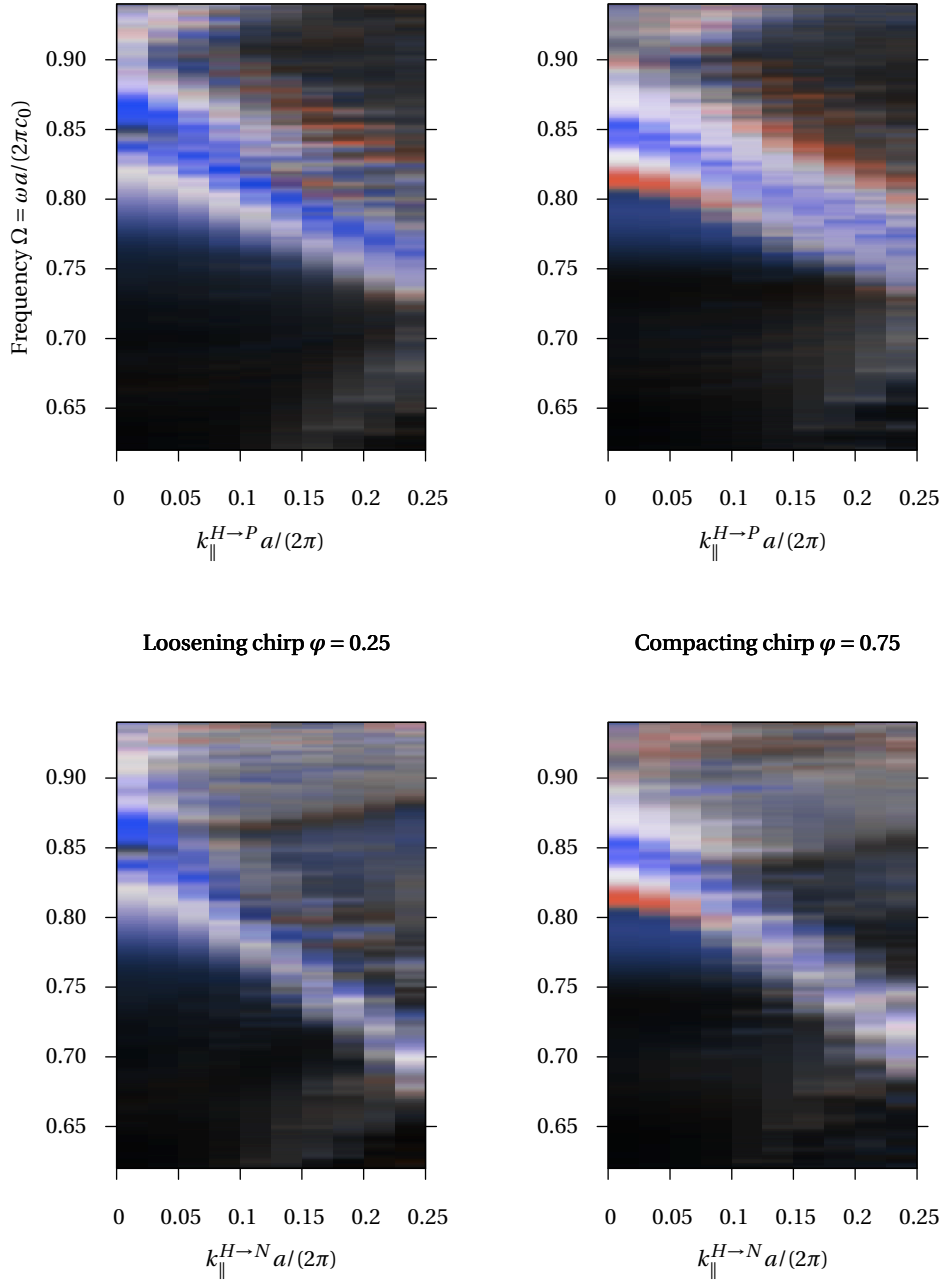 0.90
0.85
0.80
0.75
0.70
0.65
Frequency Ω = ωa/(2πc₀)
0 0.05 0.1 0.15 0.2 0.25
k∥^{H→P} a/(2π)
0.90
0.85
0.80
0.75
0.70
0.65
0 0.05 0.1 0.15 0.2 0.25
k∥^{H→P} a/(2π)
Loosening chirp φ = 0.25
Compacting chirp φ = 0.75
0.90
0.85
0.80
0.75
0.70
0.65
0 0.05 0.1 0.15 0.2 0.25
k∥^{H→N} a/(2π)
0.90
0.85
0.80
0.75
0.70
0.65
0 0.05 0.1 0.15 0.2 0.25
k∥^{H→N} a/(2π)